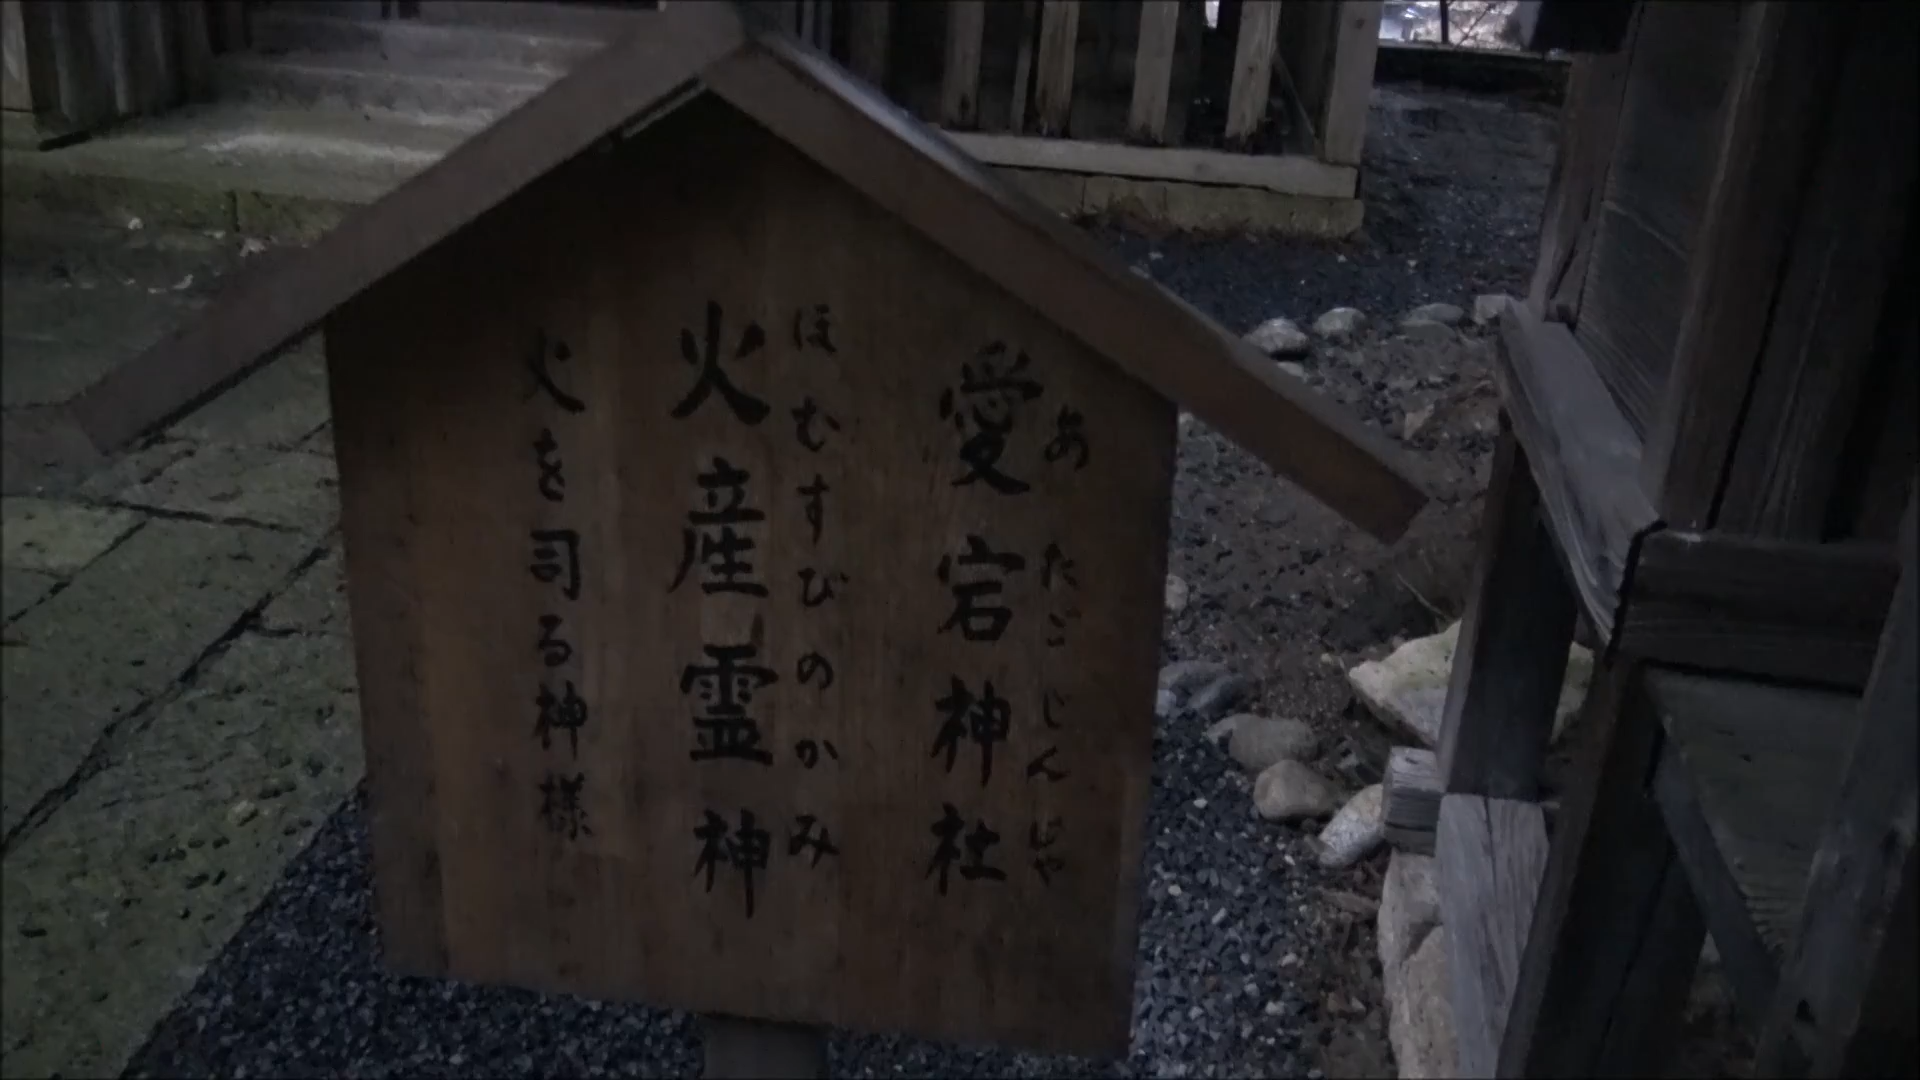 愛宕神社
あたごじんじゃ
火産霊神
ほむすびのかみ
火を司る神様